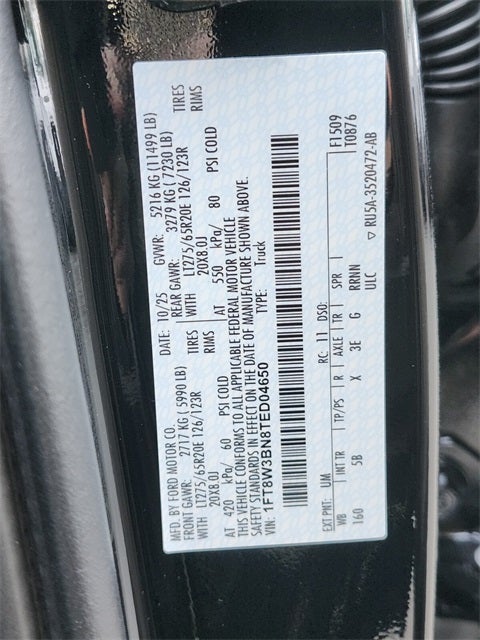 MFD. BY FORD MOTOR CO.
DATE: 10/25 GVWR: 5216 KG (11499 LB)
FRONT GAWR: 2717 KG (5990 LB) REAR GAWR: 3279 KG (7230 LB)
WITH LT275/65R20E 126/123R TIRES WITH LT275/65R20E 126/123R TIRES
20X8.0J RIMS 20X8.0J RIMS
AT 420 kPa/ 60 PSI COLD AT 550 kPa/ 80 PSI COLD
THIS VEHICLE CONFORMS TO ALL APPLICABLE FEDERAL MOTOR VEHICLE
SAFETY STANDARDS IN EFFECT ON THE DATE OF MANUFACTURE SHOWN ABOVE.
VIN: 1FT8W3BN8TED04650 TYPE: Truck
F1509
T0876
EXT PNT: UM RC: 11 DSO:
WB INT TR TP/PS R AXLE TR SPR
160 5B X 3E G RRNN
ULC
▽ RU5A-3520472-AB